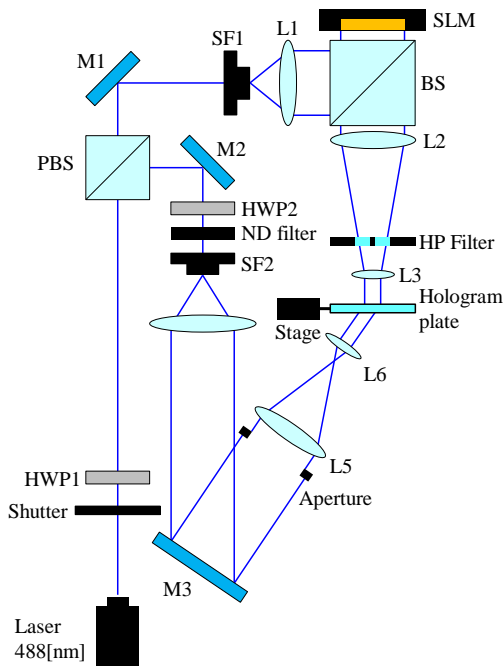 SLM
L1
SF1
M1
BS
L2
M2
PBS
HWP2
ND filter
HP Filter
SF2
L3
Hologram
plate
Stage
L6
L5
HWP1
Aperture
Shutter
M3
Laser
488[nm]